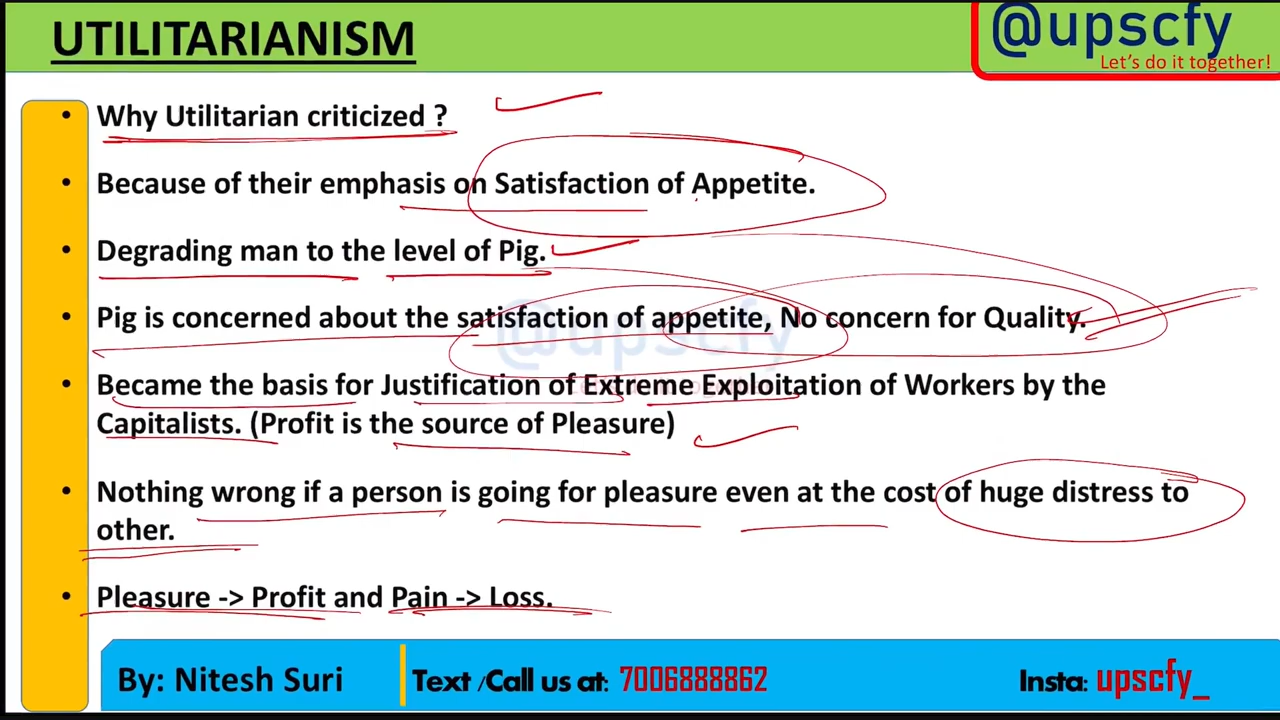 UTILITARIANISM
@upscfy
Let's do it together!
• Why Utilitarian criticized ?
• Because of their emphasis on Satisfaction of Appetite.
• Degrading man to the level of Pig.
• Pig is concerned about the satisfaction of appetite, No concern for Quality.
@upscfy
• Became the basis for Justification of Extreme Exploitation of Workers by the
Capitalists. (Profit is the source of Pleasure)
• Nothing wrong if a person is going for pleasure even at the cost of huge distress to
other.
• Pleasure -> Profit and Pain -> Loss.
By: Nitesh Suri
Text /Call us at: 7006888862
Insta: upscfy_